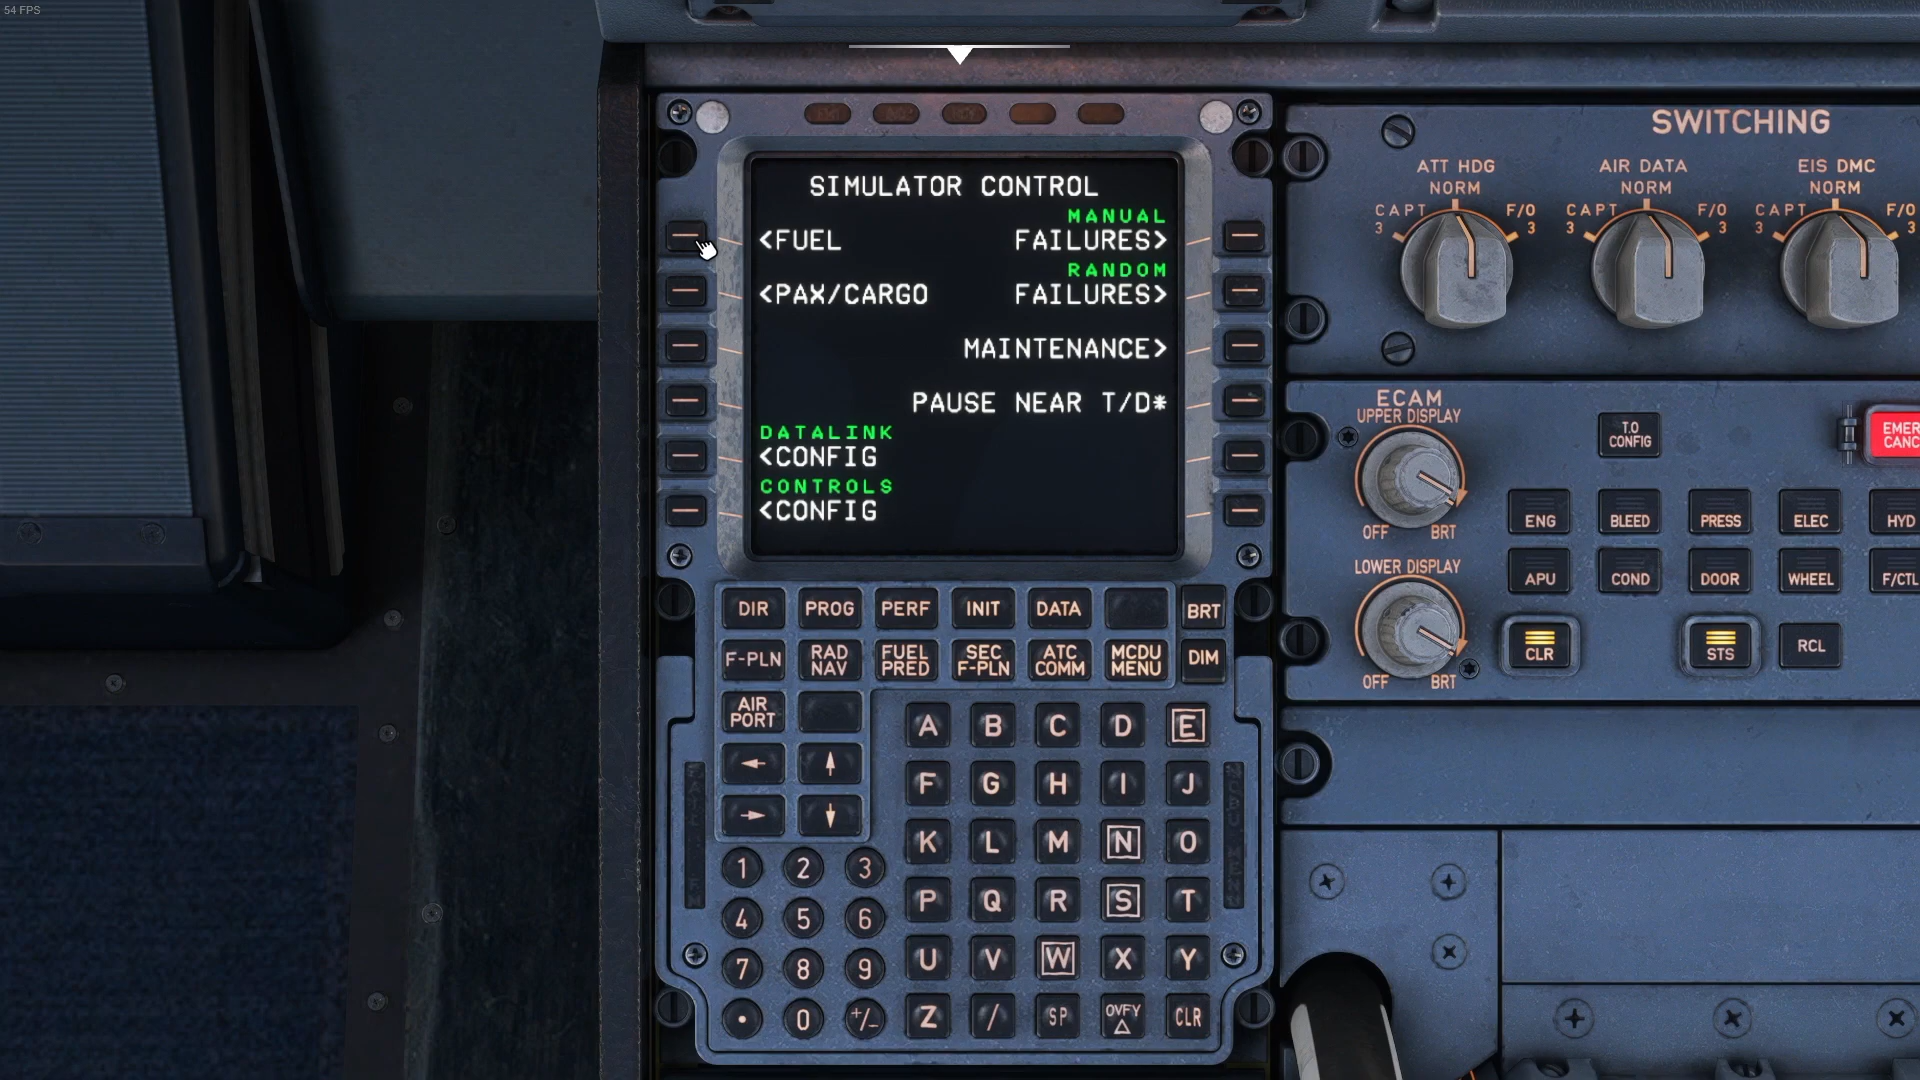 54 FPS
SIMULATOR CONTROL
MANUAL
<FUEL FAILURES>
RANDOM
<PAX/CARGO FAILURES>
MAINTENANCE>
PAUSE NEAR T/D*
DATALINK
<CONFIG
CONTROLS
<CONFIG
DIR PROG PERF INIT DATA BRT
F-PLN RAD NAV FUEL PRED SEC F-PLN ATC COMM MCDU MENU DIM
AIR PORT
← ↑
→ ↓
A B C D E
F G H I J
K L M N O
P Q R S T
U V W X Y
Z / SP OVFY △ CLR
1 2 3
4 5 6
7 8 9
. 0 +/-
SWITCHING
ATT HDG AIR DATA EIS DMC
NORM NORM NORM
CAPT 3 F/O 3 CAPT 3 F/O 3 CAPT 3 F/O 3
ECAM
UPPER DISPLAY
OFF BRT
T.O CONFIG
EMER CANC
ENG BLEED PRESS ELEC HYD
LOWER DISPLAY
OFF BRT
APU COND DOOR WHEEL F/CTL
CLR STS RCL